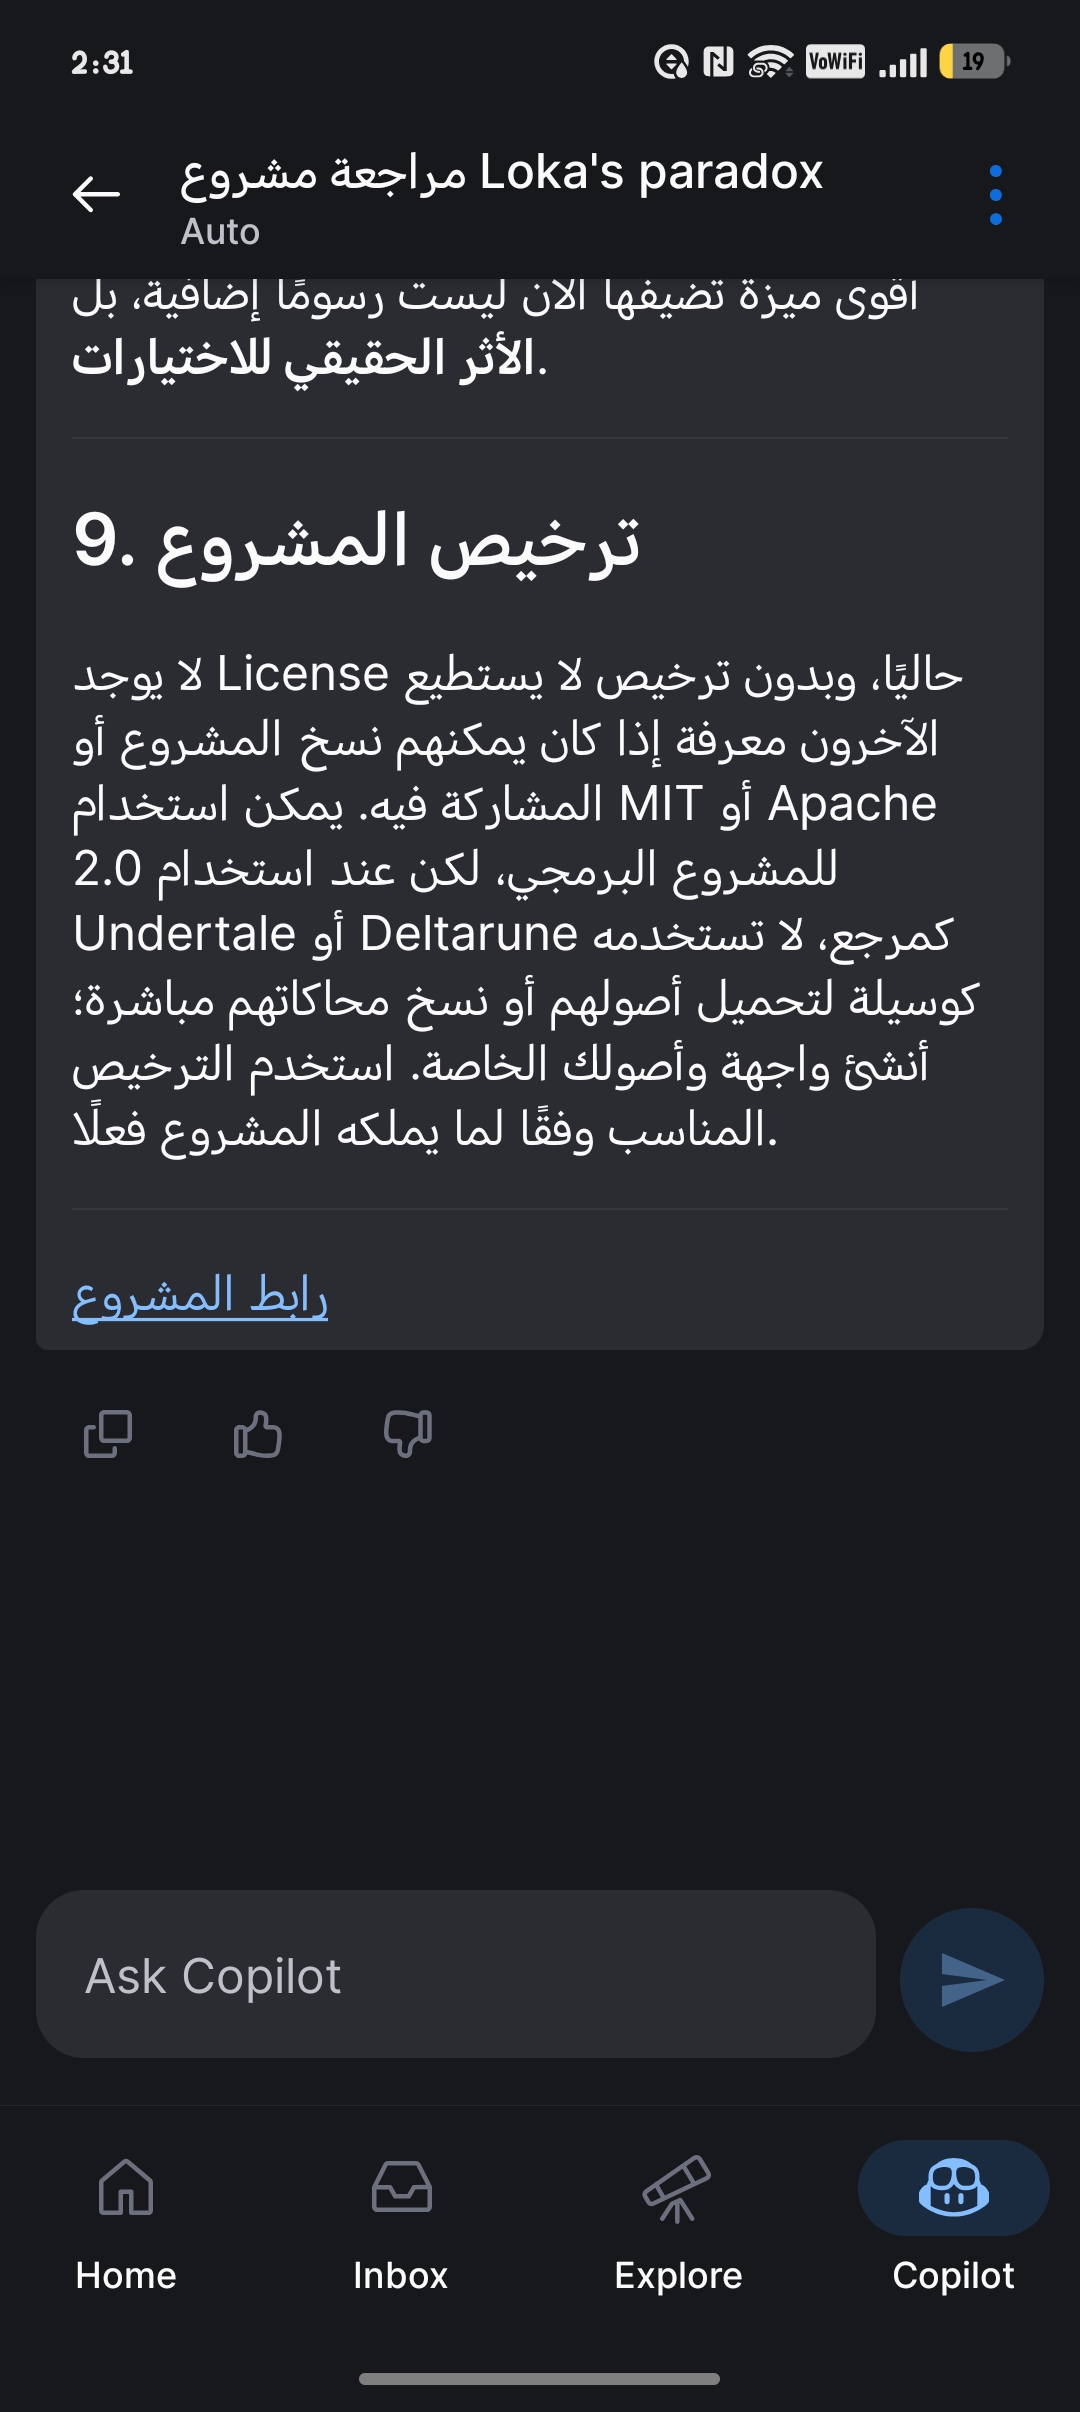 2:31
VoWiFi
19
مراجعة مشروع Loka's paradox
Auto
أقوى ميزة تضيفها الآن ليست رسومًا إضافية، بل
الأثر الحقيقي للاختيارات.
9. ترخيص المشروع
لا يوجد License حاليًا، وبدون ترخيص لا يستطيع
الآخرون معرفة إذا كان يمكنهم نسخ المشروع أو
المشاركة فيه. يمكن استخدام MIT أو Apache
2.0 للمشروع البرمجي، لكن عند استخدام
Undertale أو Deltarune كمرجع، لا تستخدمه
كوسيلة لتحميل أصولهم أو نسخ محاكاتهم مباشرة؛
أنشئ واجهة وأصولك الخاصة. استخدم الترخيص
المناسب وفقًا لما يملكه المشروع فعلًا.
رابط المشروع
Ask Copilot
Home
Inbox
Explore
Copilot